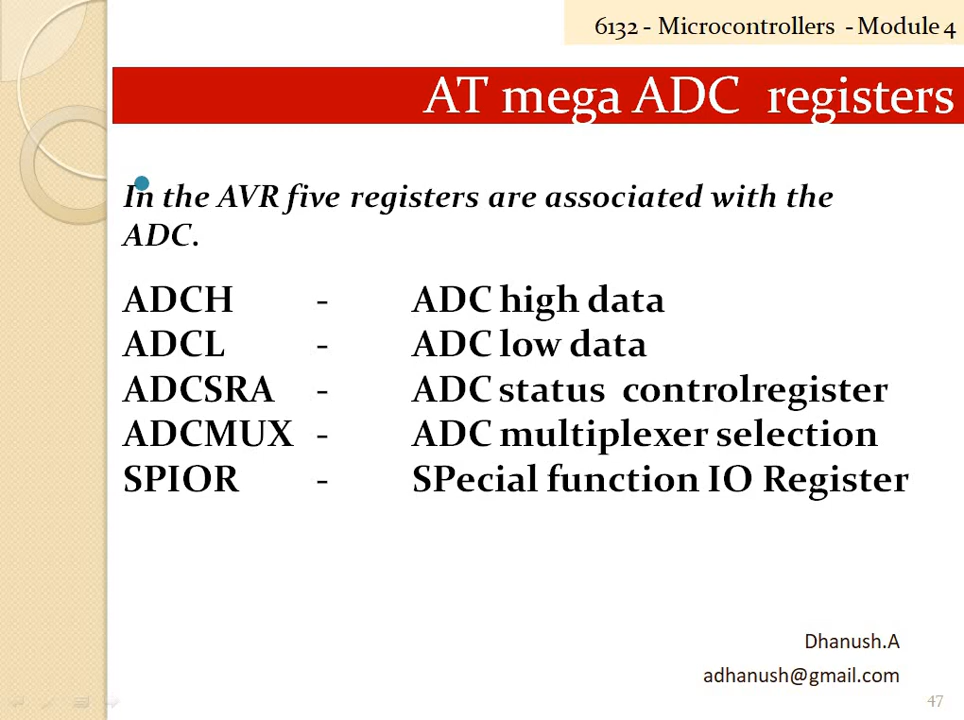 6132 - Microcontrollers - Module 4
AT mega ADC registers
In the AVR five registers are associated with the
ADC.
ADCH - ADC high data
ADCL - ADC low data
ADCSRA - ADC status controlregister
ADCMUX - ADC multiplexer selection
SPIOR - SPecial function IO Register
Dhanush.A
adhanush@gmail.com
47